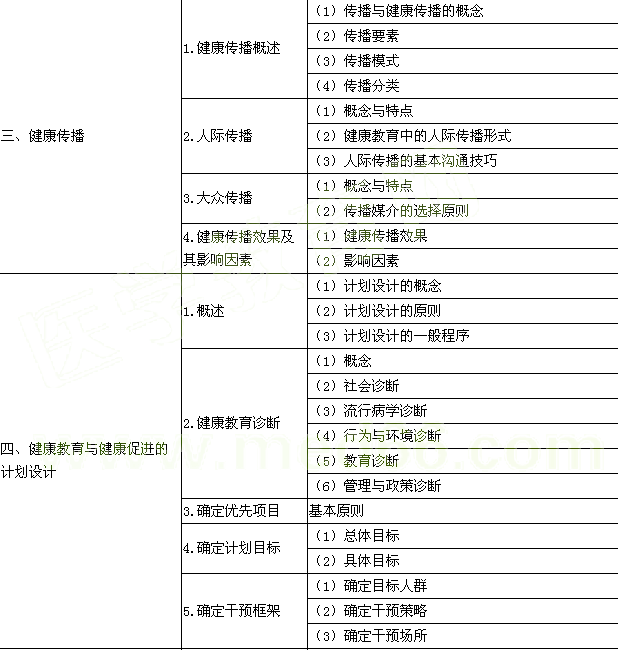 三、健康传播
1.健康传播概述
（1）传播与健康传播的概念
（2）传播要素
（3）传播模式
（4）传播分类
2.人际传播
（1）概念与特点
（2）健康教育中的人际传播形式
（3）人际传播的基本沟通技巧
3.大众传播
（1）概念与特点
（2）传播媒介的选择原则
4.健康传播效果及
其影响因素
（1）健康传播效果
（2）影响因素
四、健康教育与健康促进的
计划设计
1.概述
（1）计划设计的概念
（2）计划设计的原则
（3）计划设计的一般程序
2.健康教育诊断
（1）概念
（2）社会诊断
（3）流行病学诊断
（4）行为与环境诊断
（5）教育诊断
（6）管理与政策诊断
3.确定优先项目
基本原则
4.确定计划目标
（1）总体目标
（2）具体目标
5.确定干预框架
（1）确定目标人群
（2）确定干预策略
（3）确定干预场所